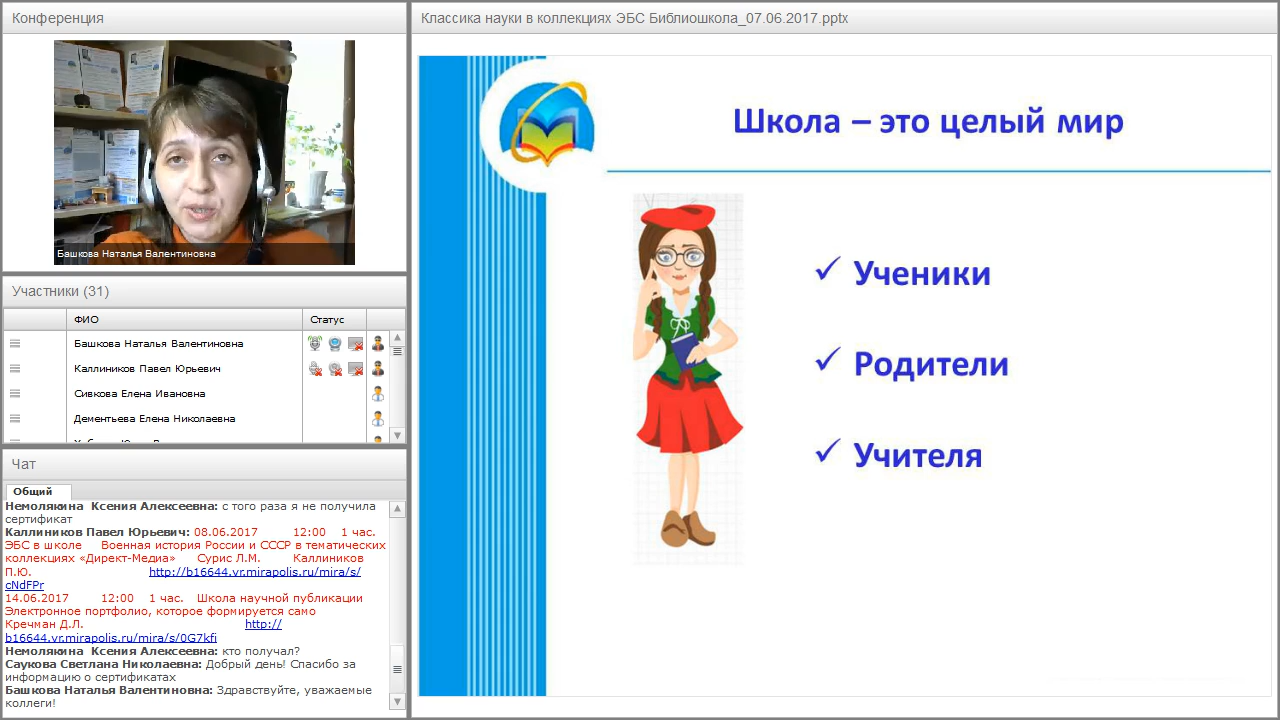 Конференция
Башкова Наталья Валентиновна
Участники (31)
ФИО Статус
Башкова Наталья Валентиновна
Каллиников Павел Юрьевич
Сивкова Елена Ивановна
Дементьева Елена Николаевна
Чат
Общий
Немолякина Ксения Алексеевна: с того раза я не получила
сертификат
Каллиников Павел Юрьевич: 08.06.2017 12:00 1 час.
ЭБС в школе Военная история России и СССР в тематических
коллекциях «Директ-Медиа» Сурис Л.М. Каллиников
П.Ю. http://b16644.vr.mirapolis.ru/mira/s/
cNdFPr
14.06.2017 12:00 1 час. Школа научной публикации
Электронное портфолио, которое формируется само
Кречман Д.Л. http://
b16644.vr.mirapolis.ru/mira/s/0G7kfi
Немолякина Ксения Алексеевна: кто получал?
Саукова Светлана Николаевна: Добрый день! Спасибо за
информацию о сертификатах
Башкова Наталья Валентиновна: Здравствуйте, уважаемые
коллеги!
Классика науки в коллекциях ЭБС Библиошкола_07.06.2017.pptx
Школа – это целый мир
Ученики
Родители
Учителя